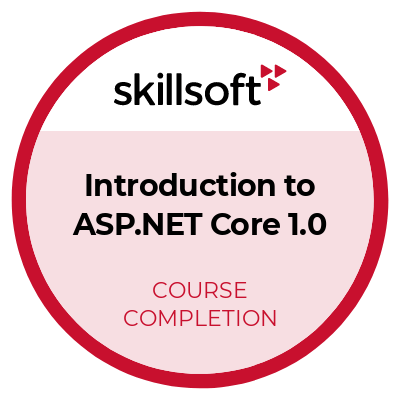 skillsoft
Introduction to
ASP.NET Core 1.0
COURSE
COMPLETION